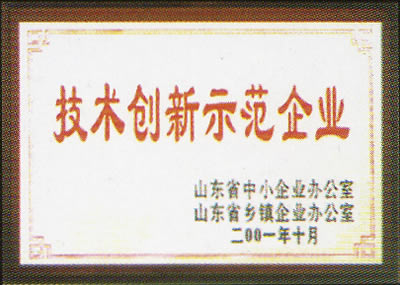 技术创新示范企业
山东省中小企业办公室
山东省乡镇企业办公室
二00一年十月